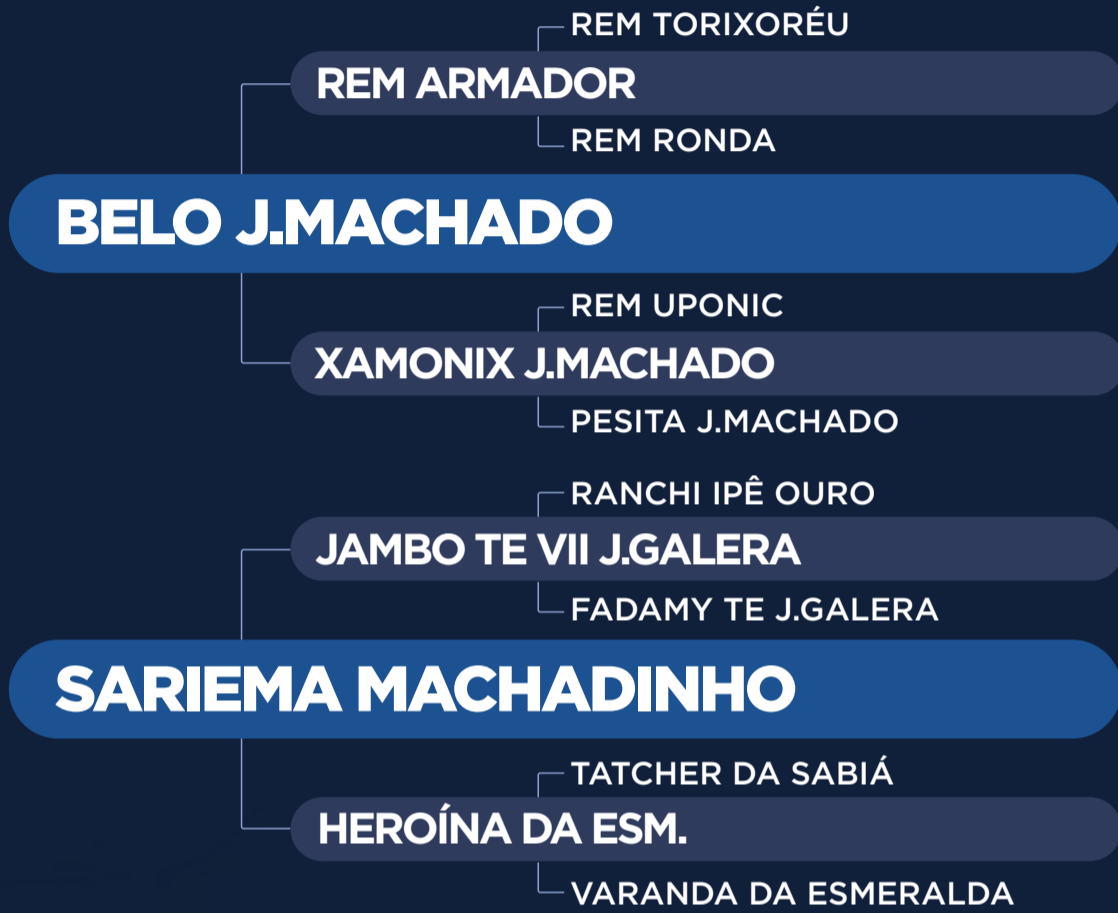 REM TORIXORÉU
REM ARMADOR
REM RONDA
BELO J.MACHADO
REM UPONIC
XAMONIX J.MACHADO
PESITA J.MACHADO
RANCHI IPÊ OURO
JAMBO TE VII J.GALERA
FADAMY TE J.GALERA
SARIEMA MACHADINHO
TATCHER DA SABIÁ
HEROÍNA DA ESM.
VARANDA DA ESMERALDA